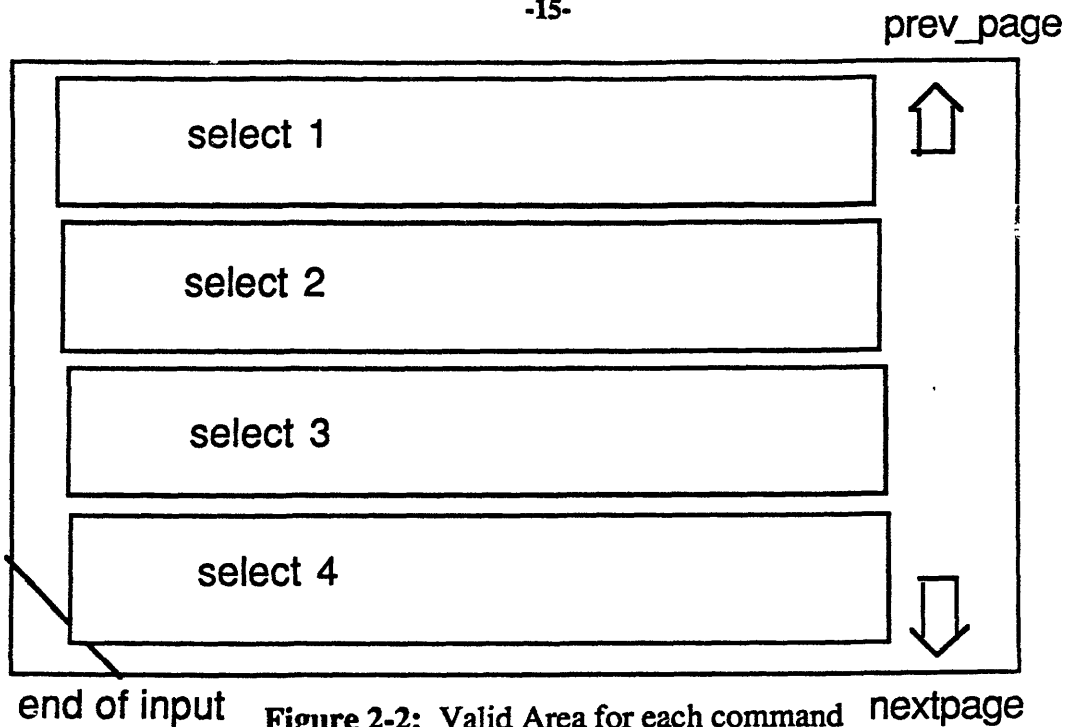 -15-
prev_page
select 1
select 2
select 3
select 4
end of input
Figure 2-2: Valid Area for each command
nextpage